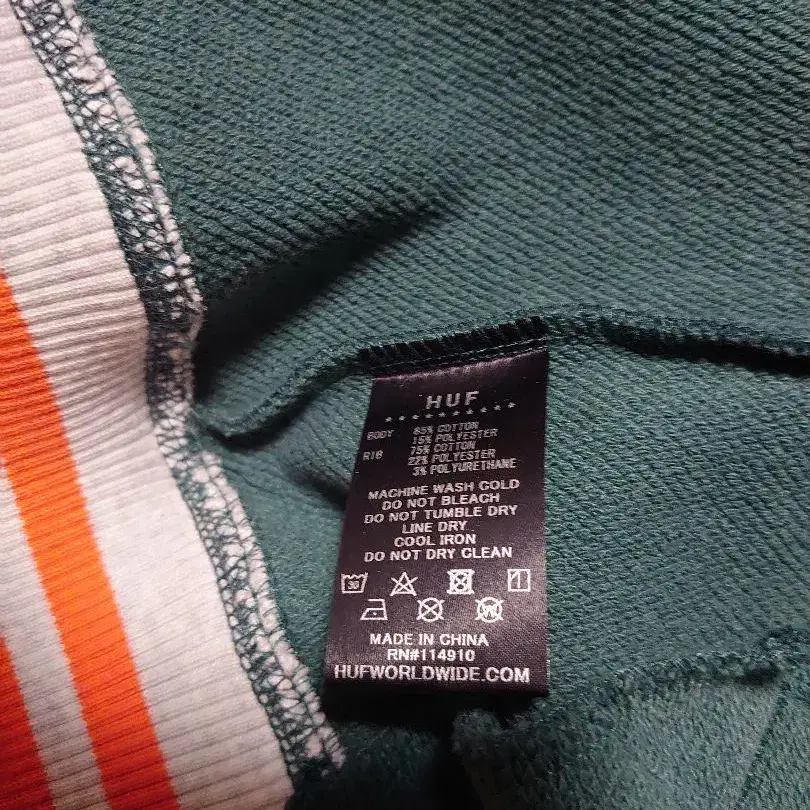 HUF
BODY 85% COTTON
15% POLYESTER
RIB 75% COTTON
22% POLYESTER
3% POLYURETHANE
MACHINE WASH COLD
DO NOT BLEACH
DO NOT TUMBLE DRY
LINE DRY
COOL IRON
DO NOT DRY CLEAN
30
W
MADE IN CHINA
RN#114910
HUFWORLDWIDE.COM